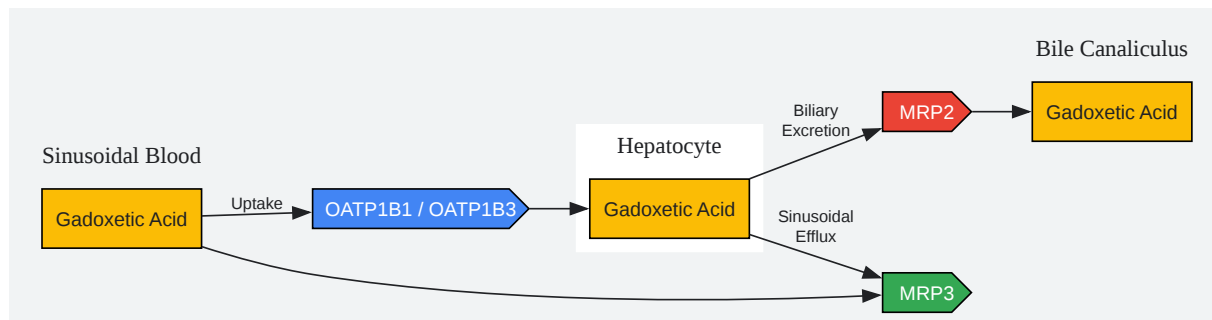 Bile Canaliculus
MRP2
Gadoxetic Acid
Biliary
Excretion
Hepatocyte
Sinusoidal Blood
Gadoxetic Acid
Uptake
OATP1B1 / OATP1B3
Gadoxetic Acid
Sinusoidal
Efflux
MRP3